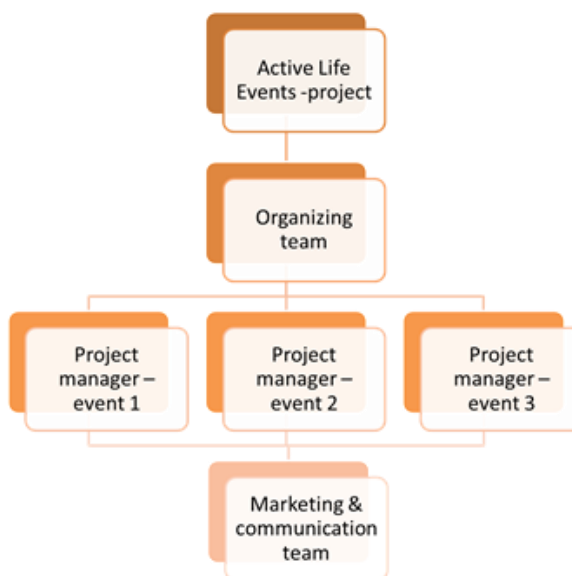 Active Life
Events -project
Organizing
team
Project
manager –
event 1
Project
manager –
event 2
Project
manager –
event 3
Marketing &
communication
team